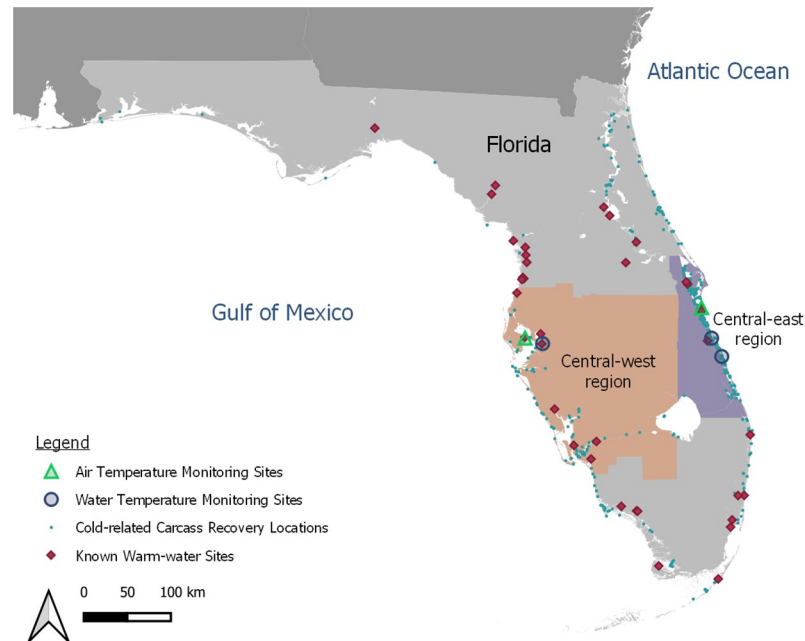 Atlantic Ocean
Florida
Gulf of Mexico
Central-east
region
Central-west
region
Legend
Air Temperature Monitoring Sites
Water Temperature Monitoring Sites
Cold-related Carcass Recovery Locations
Known Warm-water Sites
0 50 100 km